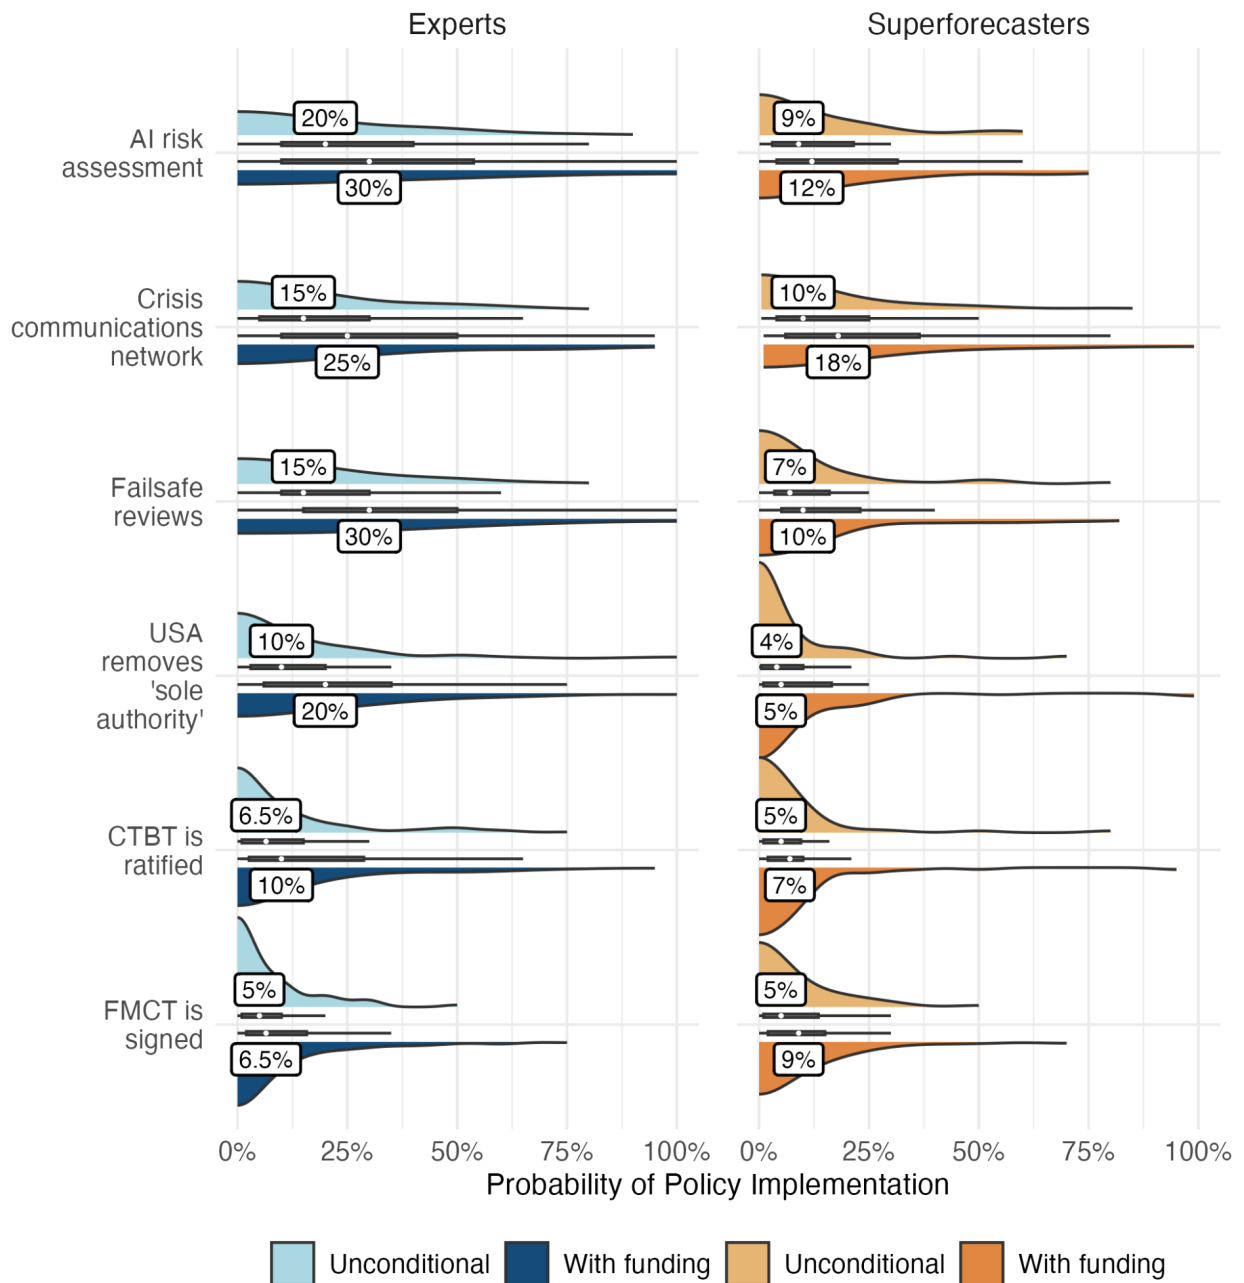 Experts
Superforecasters
AI risk
assessment
20%
30%
9%
12%
Crisis
communications
network
15%
25%
10%
18%
Failsafe
reviews
15%
30%
7%
10%
USA
removes
'sole
authority'
10%
20%
4%
5%
CTBT is
ratified
6.5%
10%
5%
7%
FMCT is
signed
5%
6.5%
5%
9%
0% 25% 50% 75% 100%
0% 25% 50% 75% 100%
Probability of Policy Implementation
Unconditional
With funding
Unconditional
With funding